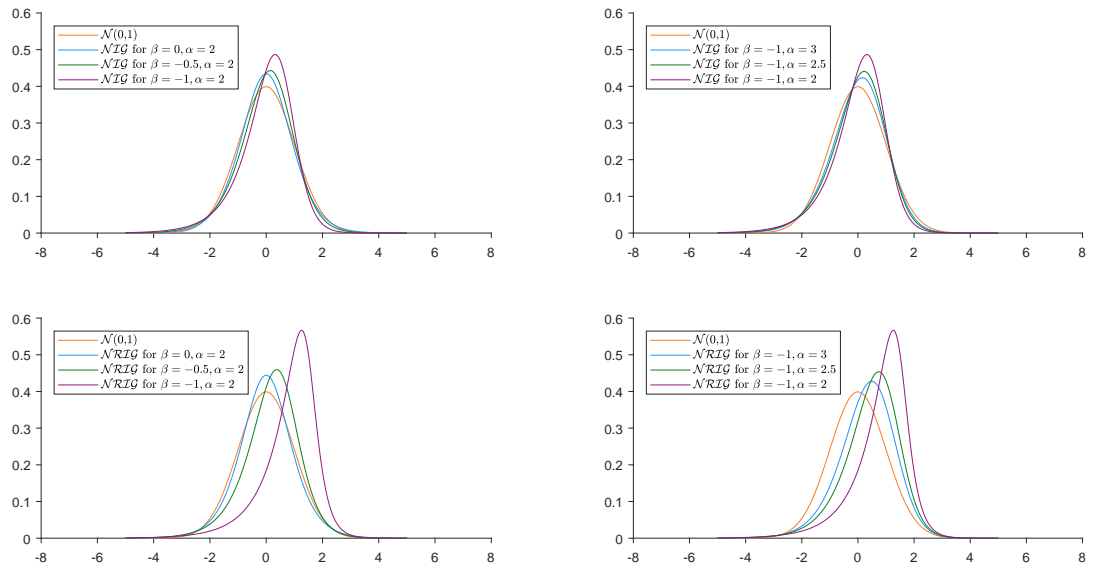 0.6
0.5
0.4
0.3
0.2
0.1
0
-8 -6 -4 -2 0 2 4 6 8
𝒩(0,1)
𝒩ℐ𝒢 for β = 0, α = 2
𝒩ℐ𝒢 for β = −0.5, α = 2
𝒩ℐ𝒢 for β = −1, α = 2
0.6
0.5
0.4
0.3
0.2
0.1
0
-8 -6 -4 -2 0 2 4 6 8
𝒩(0,1)
𝒩ℐ𝒢 for β = −1, α = 3
𝒩ℐ𝒢 for β = −1, α = 2.5
𝒩ℐ𝒢 for β = −1, α = 2
0.6
0.5
0.4
0.3
0.2
0.1
0
-8 -6 -4 -2 0 2 4 6 8
𝒩(0,1)
𝒩ℛℐ𝒢 for β = 0, α = 2
𝒩ℛℐ𝒢 for β = −0.5, α = 2
𝒩ℛℐ𝒢 for β = −1, α = 2
0.6
0.5
0.4
0.3
0.2
0.1
0
-8 -6 -4 -2 0 2 4 6 8
𝒩(0,1)
𝒩ℛℐ𝒢 for β = −1, α = 3
𝒩ℛℐ𝒢 for β = −1, α = 2.5
𝒩ℛℐ𝒢 for β = −1, α = 2